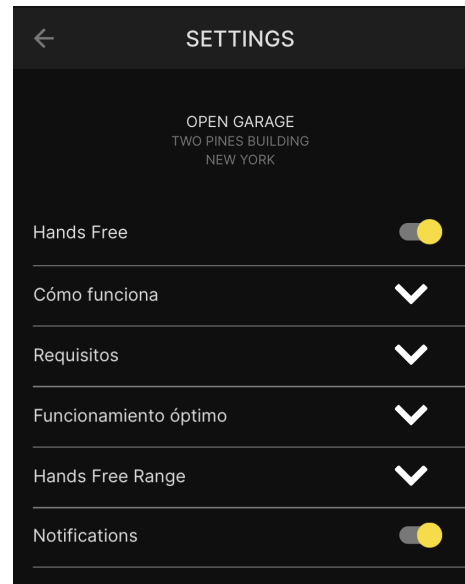 SETTINGS
OPEN GARAGE
TWO PINES BUILDING
NEW YORK
Hands Free
Cómo funciona
Requisitos
Funcionamiento óptimo
Hands Free Range
Notifications